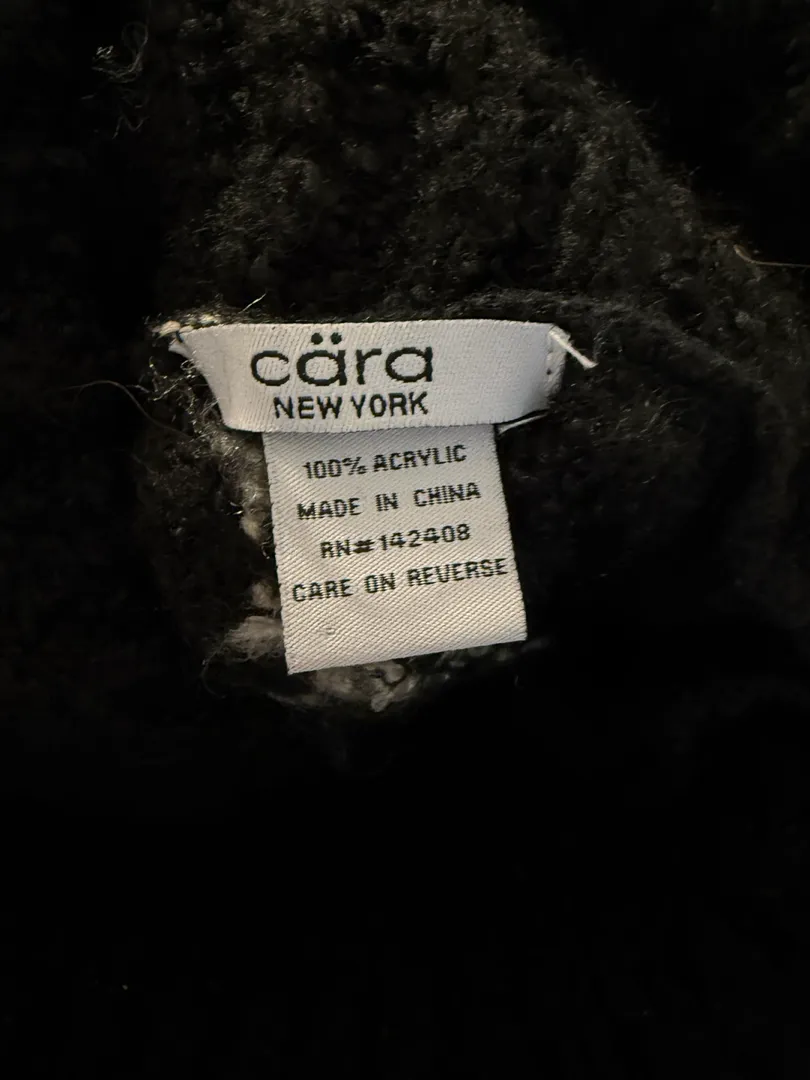 cära
NEW YORK
100% ACRYLIC
MADE IN CHINA
RN#142408
CARE ON REVERSE